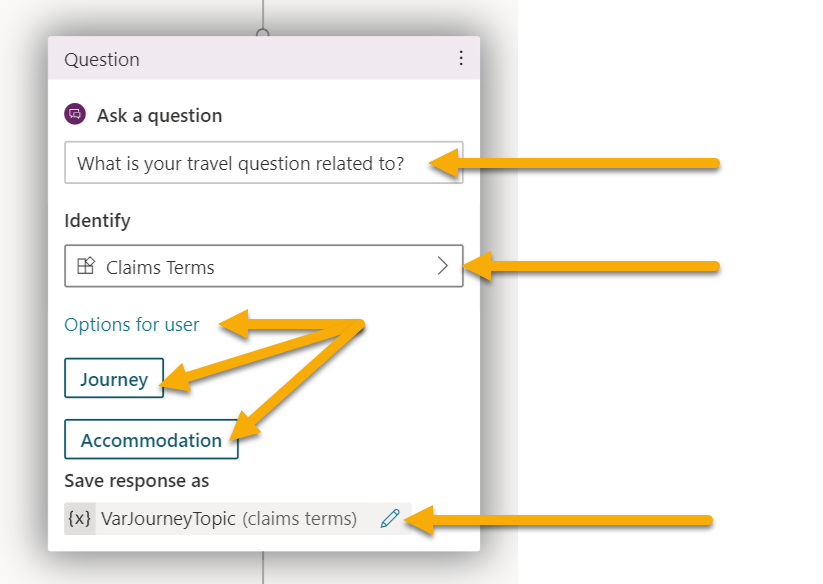 Question
Ask a question
What is your travel question related to?
Identify
Claims Terms
Options for user
Journey
Accommodation
Save response as
{x} VarJourneyTopic (claims terms)